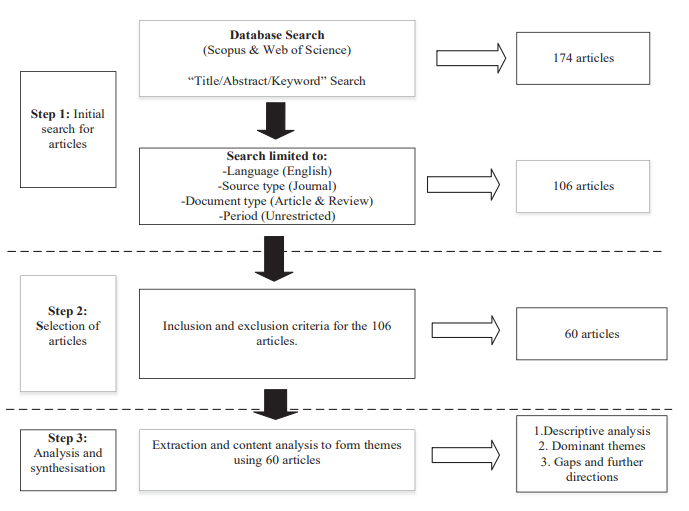 Database Search
(Scopus & Web of Science)
“Title/Abstract/Keyword” Search
174 articles
Step 1: Initial
search for
articles
Search limited to:
-Language (English)
-Source type (Journal)
-Document type (Article & Review)
-Period (Unrestricted)
106 articles
Step 2:
Selection of
articles
Inclusion and exclusion criteria for the 106
articles.
60 articles
Step 3:
Analysis and
synthesisation
Extraction and content analysis to form themes
using 60 articles
1.Descriptive analysis
2. Dominant themes
3. Gaps and further
directions